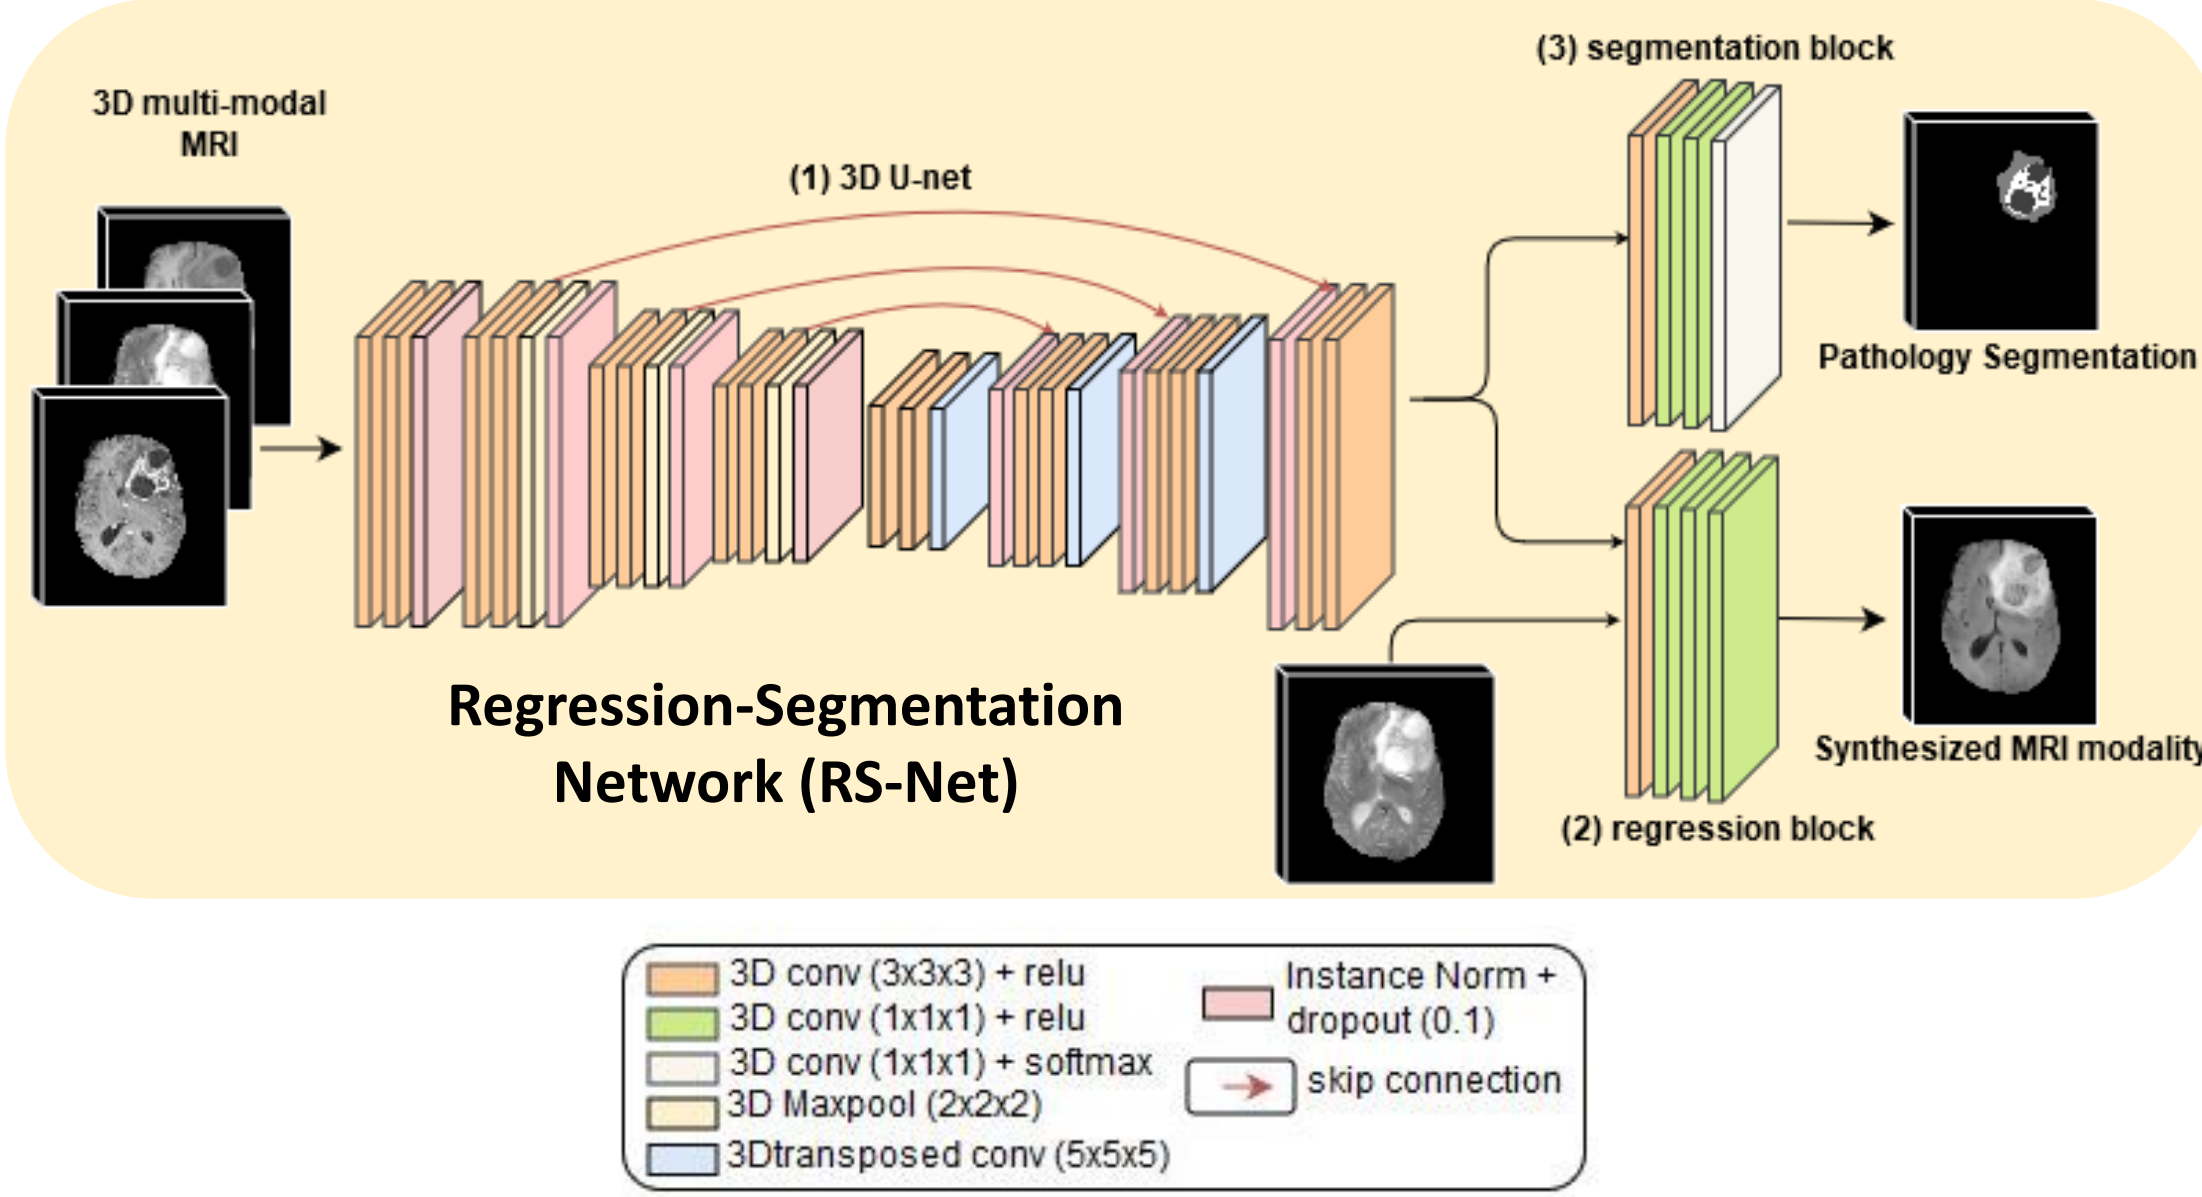 3D multi-modal
MRI
(1) 3D U-net
(3) segmentation block
Pathology Segmentation
Synthesized MRI modality
(2) regression block
Regression-Segmentation
Network (RS-Net)
3D conv (3x3x3) + relu
3D conv (1x1x1) + relu
3D conv (1x1x1) + softmax
3D Maxpool (2x2x2)
3Dtransposed conv (5x5x5)
Instance Norm +
dropout (0.1)
skip connection